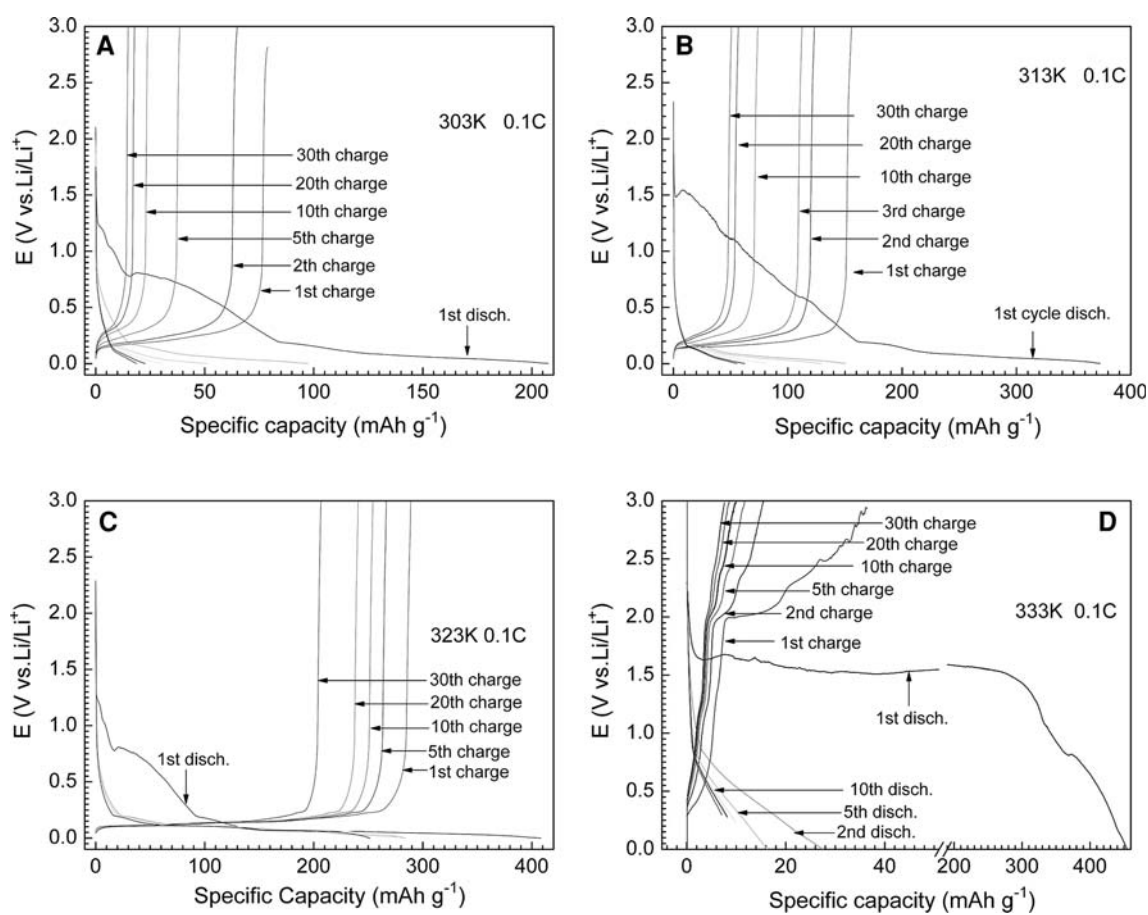 A
303K 0.1C
30th charge
20th charge
10th charge
5th charge
2th charge
1st charge
1st disch.
E (V vs.Li/Li⁺)
3.0
2.5
2.0
1.5
1.0
0.5
0.0
0 50 100 150 200
Specific capacity (mAh g⁻¹)
B
313K 0.1C
30th charge
20th charge
10th charge
3rd charge
2nd charge
1st charge
1st cycle disch.
E (V vs.Li/Li⁺)
3.0
2.5
2.0
1.5
1.0
0.5
0.0
0 100 200 300 400
Specific capacity (mAh g⁻¹)
C
323K 0.1C
30th charge
20th charge
10th charge
5th charge
1st charge
1st disch.
E (V vs.Li/Li⁺)
3.0
2.5
2.0
1.5
1.0
0.5
0.0
0 100 200 300 400
Specific Capacity (mAh g⁻¹)
D
30th charge
20th charge
10th charge
5th charge
2nd charge
333K 0.1C
1st charge
1st disch.
10th disch.
5th disch.
2nd disch.
E (V vs.Li/Li⁺)
3.0
2.5
2.0
1.5
1.0
0.5
0.0
0 20 40 200 300 400
Specific capacity (mAh g⁻¹)